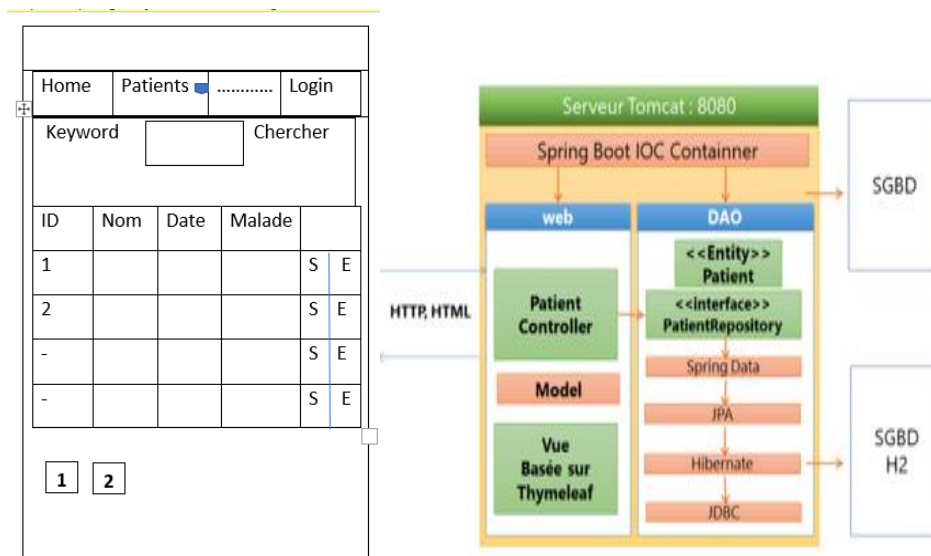 Home Patients ............ Login
Keyword Chercher
ID Nom Date Malade
1 S E
2 S E
- S E
- S E
1 2
HTTP, HTML
Serveur Tomcat : 8080
Spring Boot IOC Containner
web
Patient
Controller
Model
Vue
Basée sur
Thymeleaf
DAO
<<Entity>>
Patient
<<interface>>
PatientRepository
Spring Data
JPA
Hibernate
JDBC
SGBD
SGBD
H2